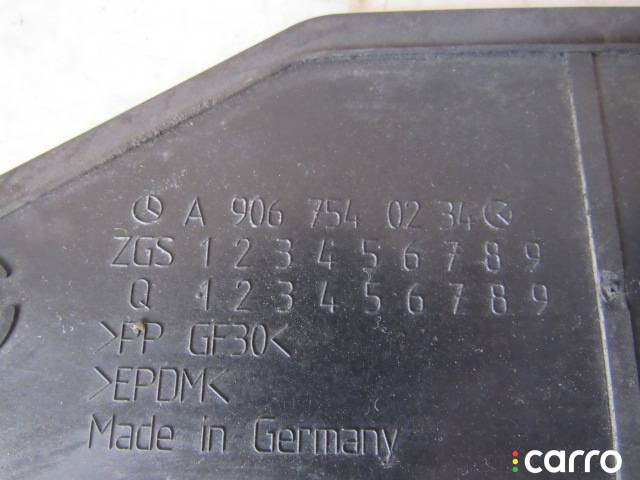 A 906 754 02 34
ZGS 1 2 3 4 5 6 7 8 9
Q 1 2 3 4 5 6 7 8 9
>PP GF30<
>EPDM<
Made in Germany
carro